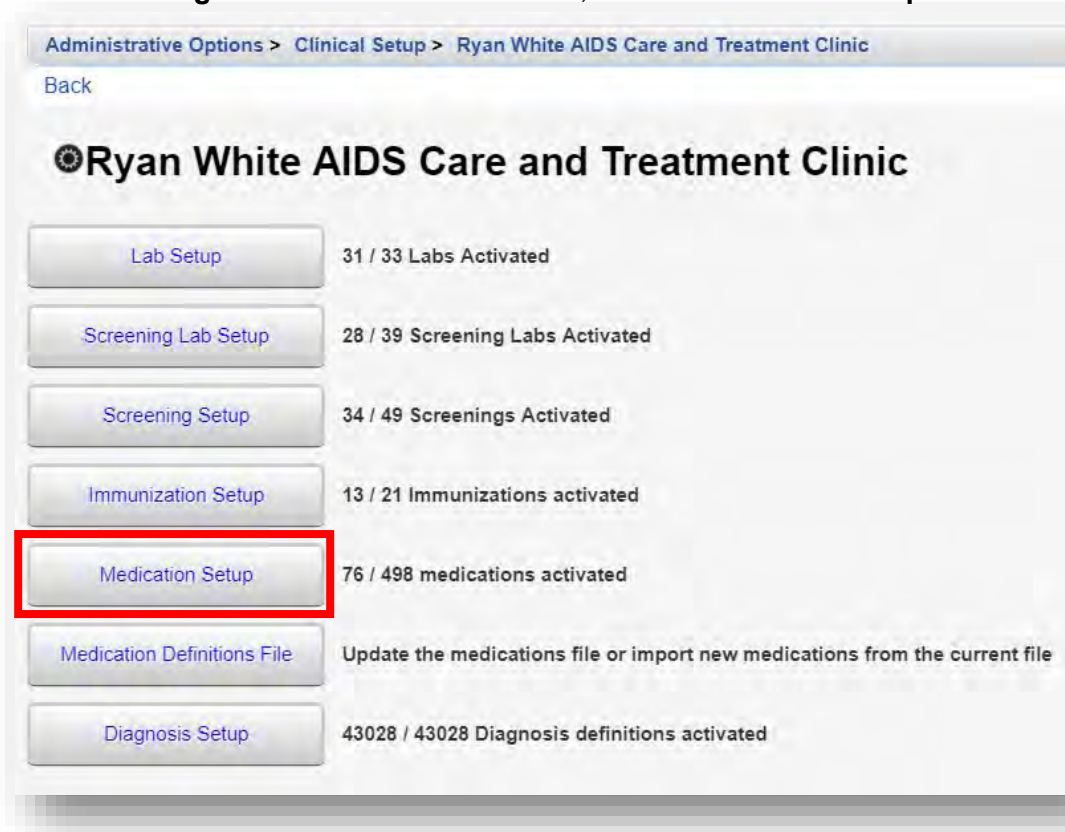 Administrative Options > Clinical Setup > Ryan White AIDS Care and Treatment Clinic
Back
Ryan White AIDS Care and Treatment Clinic
Lab Setup 31 / 33 Labs Activated
Screening Lab Setup 28 / 39 Screening Labs Activated
Screening Setup 34 / 49 Screenings Activated
Immunization Setup 13 / 21 Immunizations activated
Medication Setup 76 / 498 medications activated
Medication Definitions File Update the medications file or import new medications from the current file
Diagnosis Setup 43028 / 43028 Diagnosis definitions activated